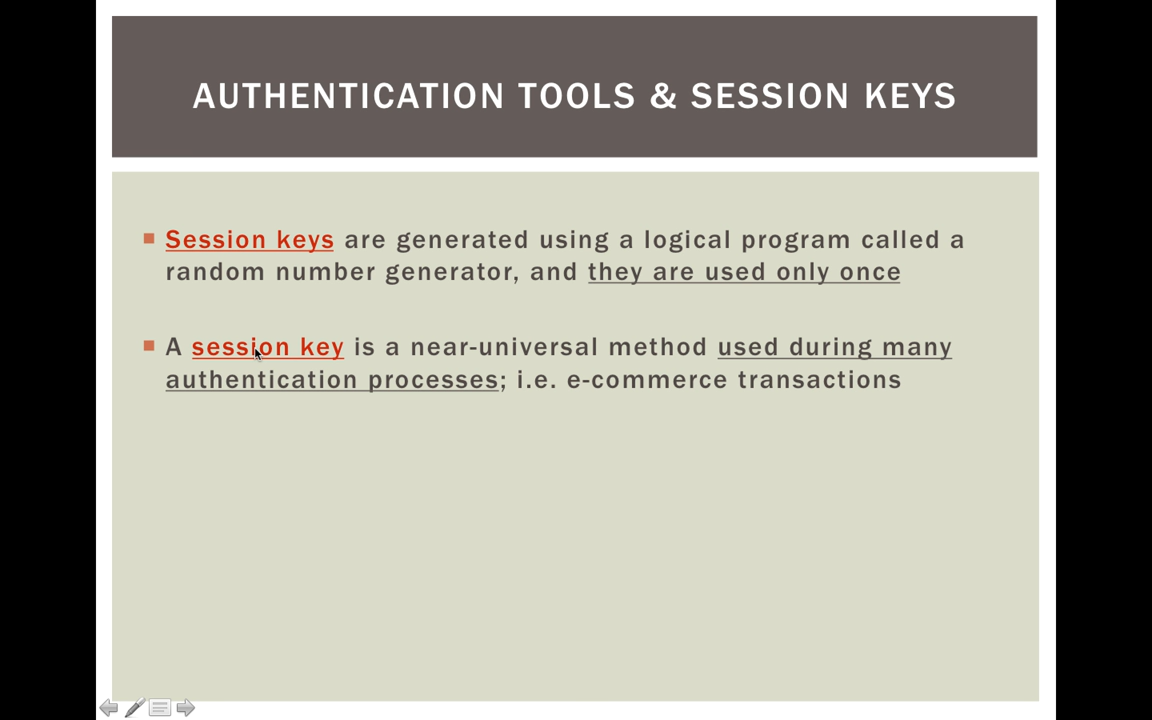 AUTHENTICATION TOOLS & SESSION KEYS
Session keys are generated using a logical program called a
random number generator, and they are used only once
A session key is a near-universal method used during many
authentication processes; i.e. e-commerce transactions